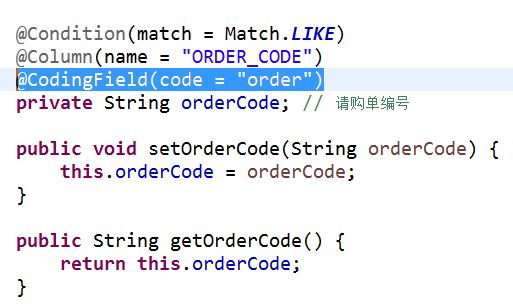 @Condition(match = Match.LIKE)
@Column(name = "ORDER_CODE")
@CodingField(code = "order")
private String orderCode; // 请购单编号
public void setOrderCode(String orderCode) {
this.orderCode = orderCode;
}
public String getOrderCode() {
return this.orderCode;
}